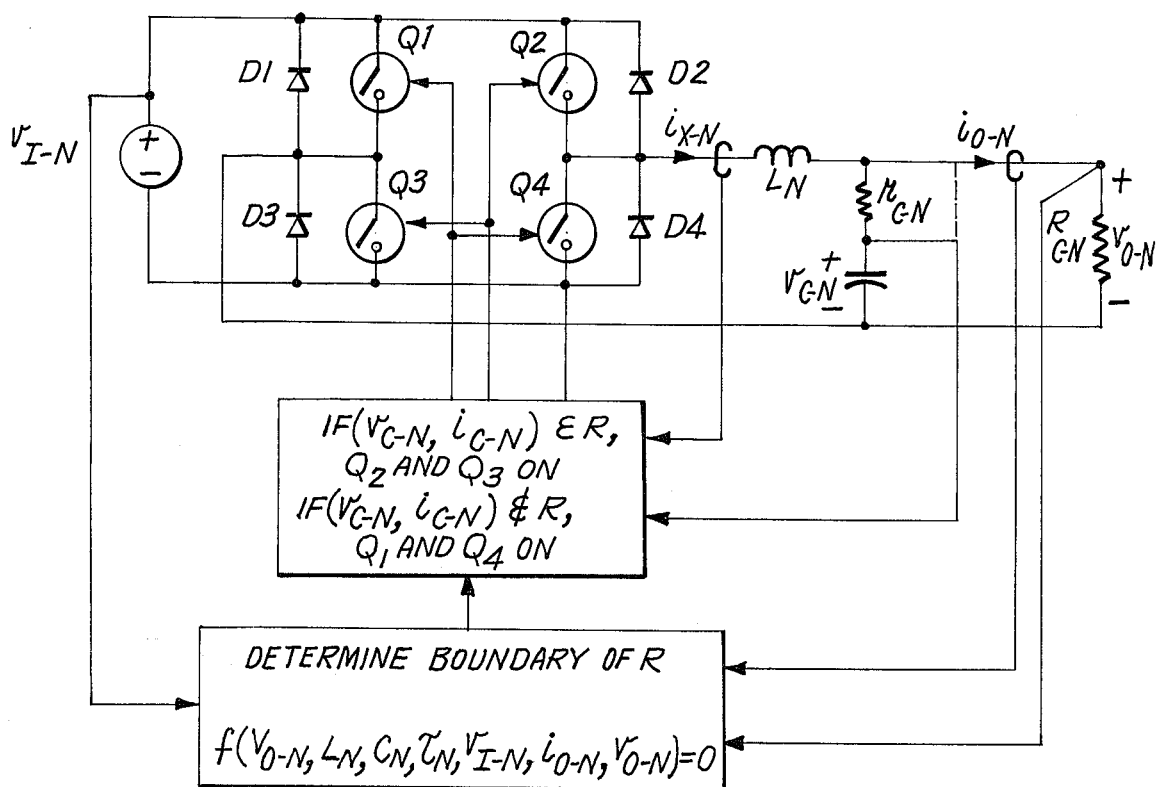 Q1
Q2
D1
D2
v_I-N
+
-
i_X-N
i_O-N
Q3
Q4
L_N
D3
D4
r_C-N
+
R_C-N
v_O-N
v_C-N
+
-
-
IF(v_C-N, i_C-N) ε R,
Q2 AND Q3 ON
IF(v_C-N, i_C-N) ∉ R,
Q1 AND Q4 ON
DETERMINE BOUNDARY OF R
f(V_O-N, L_N, C_N, τ_N, v_I-N, i_O-N, v_O-N)=0